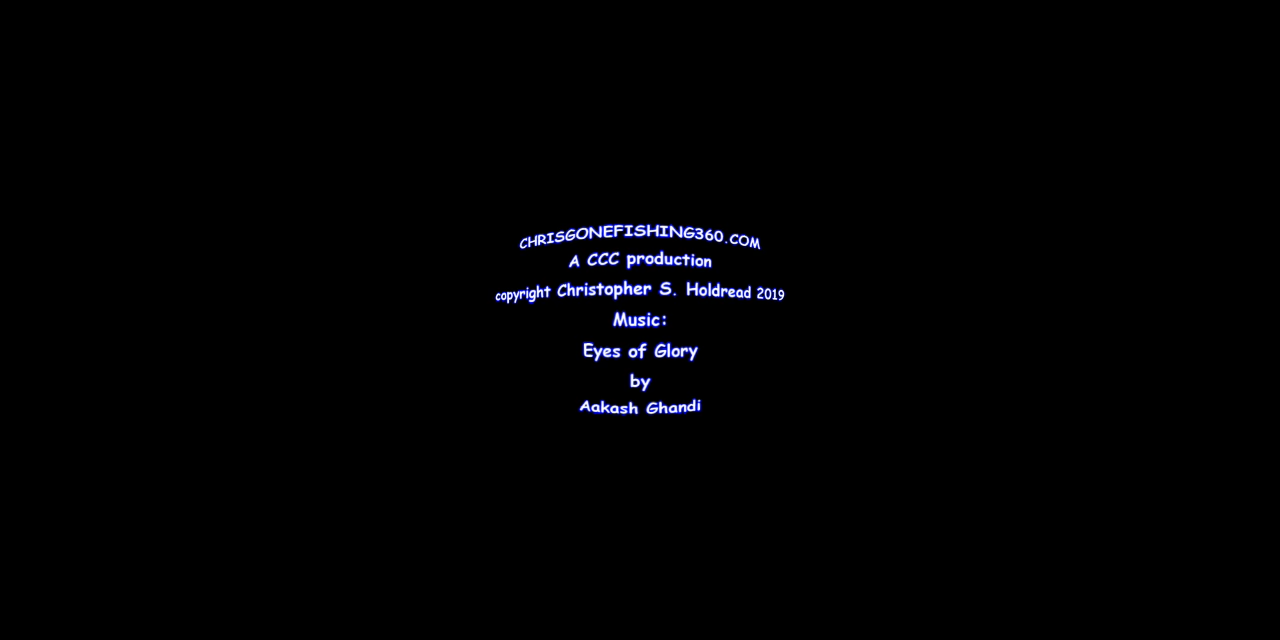 CHRISGONEFISHING360.COM
A CCC production
copyright Christopher S. Holdread 2019
Music:
Eyes of Glory
by
Aakash Ghandi